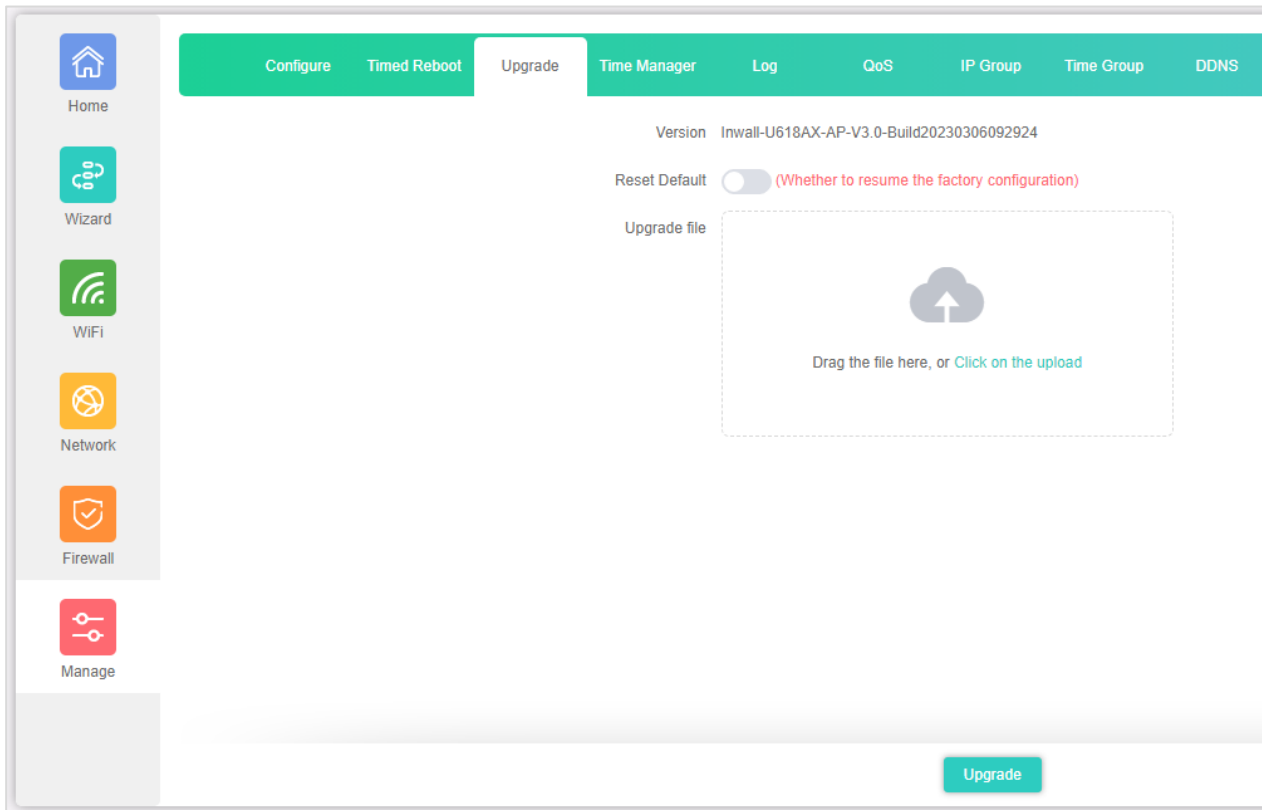 Home
Wizard
WiFi
Network
Firewall
Manage
Configure Timed Reboot Upgrade Time Manager Log QoS IP Group Time Group DDNS
Version Inwall-U618AX-AP-V3.0-Build20230306092924
Reset Default (Whether to resume the factory configuration)
Upgrade file
Drag the file here, or Click on the upload
Upgrade